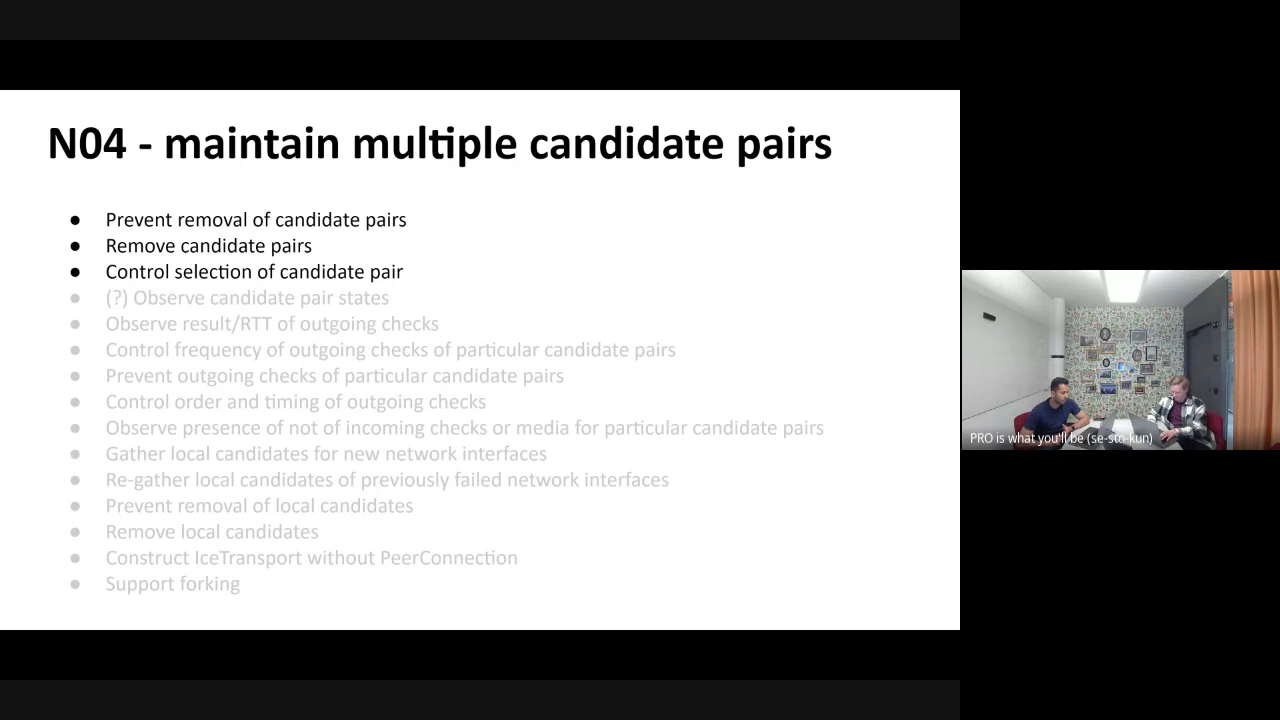 N04 - maintain multiple candidate pairs
● Prevent removal of candidate pairs
● Remove candidate pairs
● Control selection of candidate pair
● (?) Observe candidate pair states
● Observe result/RTT of outgoing checks
● Control frequency of outgoing checks of particular candidate pairs
● Prevent outgoing checks of particular candidate pairs
● Control order and timing of outgoing checks
● Observe presence of not of incoming checks or media for particular candidate pairs
● Gather local candidates for new network interfaces
● Re-gather local candidates of previously failed network interfaces
● Prevent removal of local candidates
● Remove local candidates
● Construct IceTransport without PeerConnection
● Support forking
PRO is what you'll be (se-sto-kun)